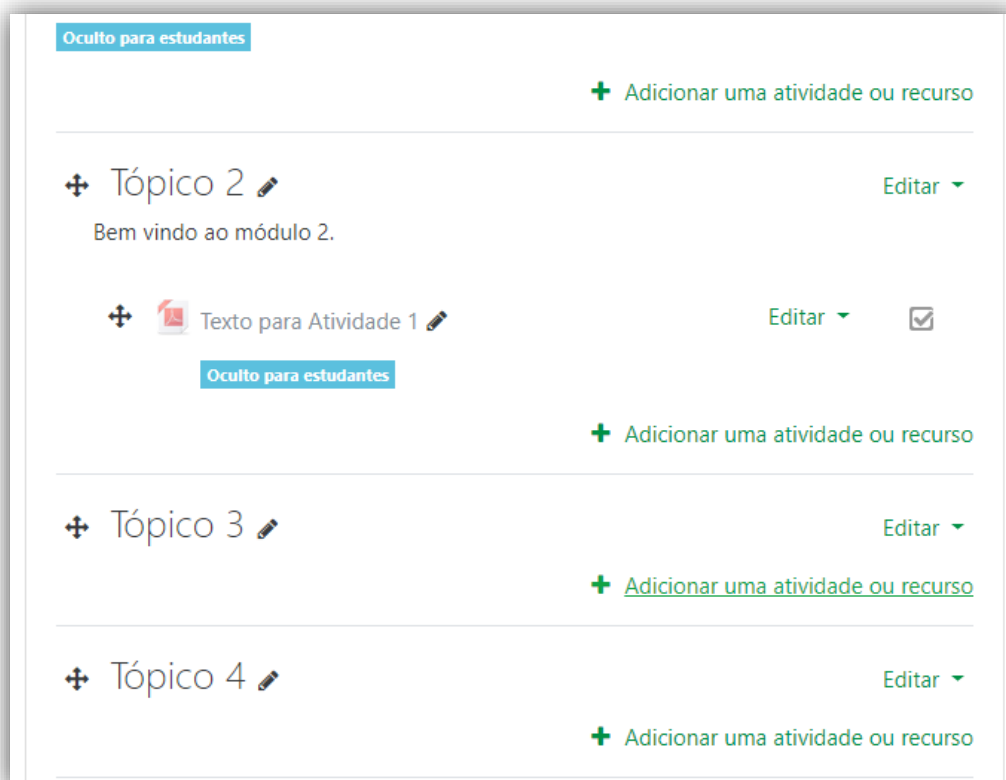 Oculto para estudantes
Adicionar uma atividade ou recurso
Tópico 2
Editar
Bem vindo ao módulo 2.
Texto para Atividade 1
Editar
Oculto para estudantes
Adicionar uma atividade ou recurso
Tópico 3
Editar
Adicionar uma atividade ou recurso
Tópico 4
Editar
Adicionar uma atividade ou recurso